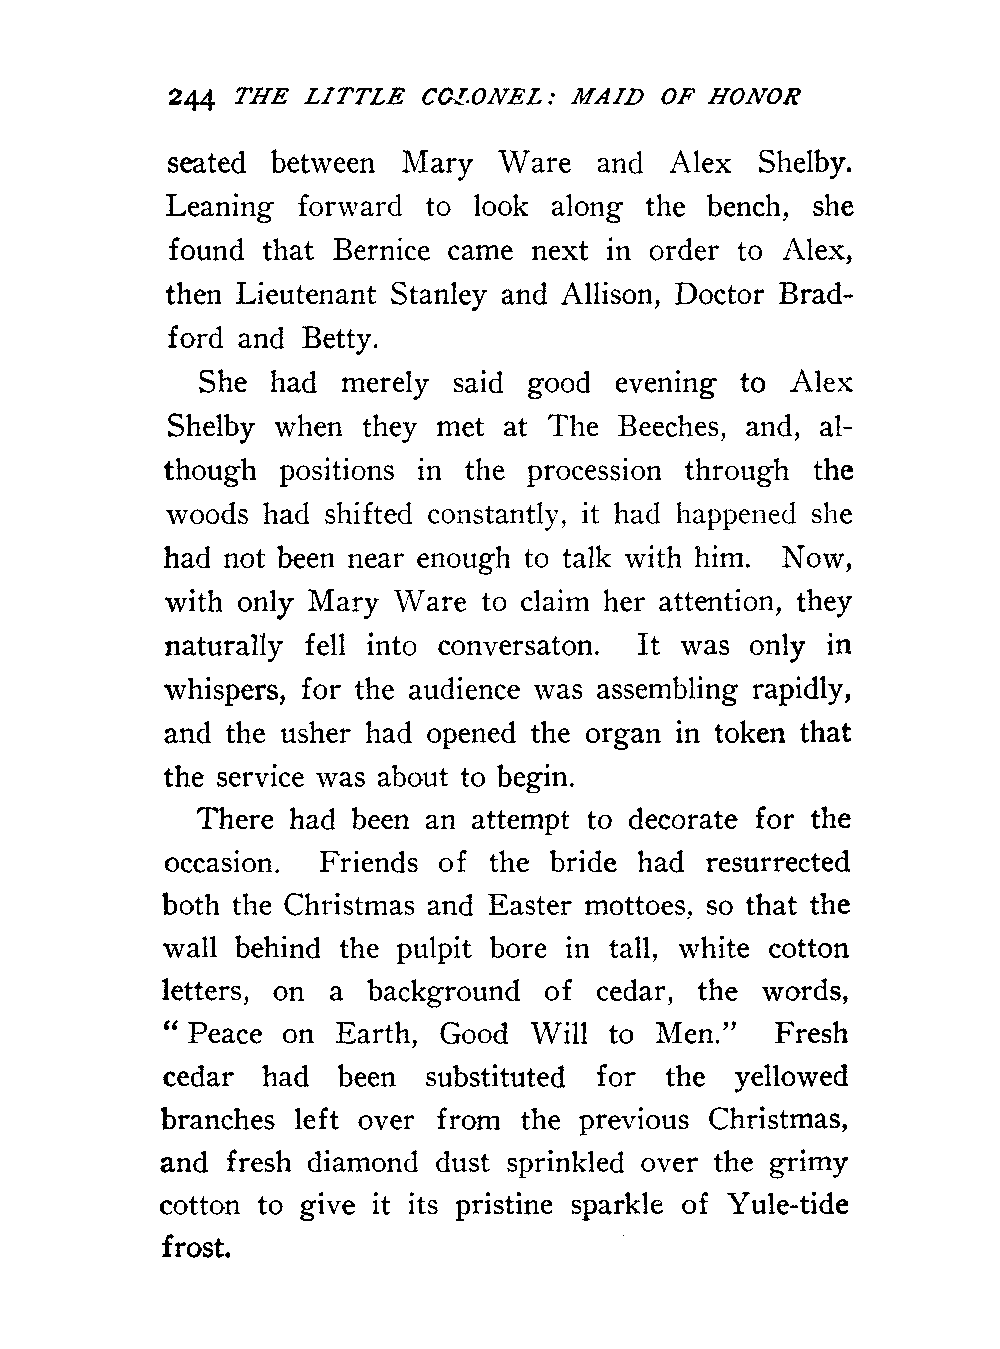 244 THE LITTLE COLONEL: MAID OF HONOR
seated between Mary Ware and Alex Shelby.
Leaning forward to look along the bench, she
found that Bernice came next in order to Alex,
then Lieutenant Stanley and Allison, Doctor Brad-
ford and Betty.
She had merely said good evening to Alex
Shelby when they met at The Beeches, and, al-
though positions in the procession through the
woods had shifted constantly, it had happened she
had not been near enough to talk with him. Now,
with only Mary Ware to claim her attention, they
naturally fell into conversaton. It was only in
whispers, for the audience was assembling rapidly,
and the usher had opened the organ in token that
the service was about to begin.
There had been an attempt to decorate for the
occasion. Friends of the bride had resurrected
both the Christmas and Easter mottoes, so that the
wall behind the pulpit bore in tall, white cotton
letters, on a background of cedar, the words,
“ Peace on Earth, Good Will to Men.” Fresh
cedar had been substituted for the yellowed
branches left over from the previous Christmas,
and fresh diamond dust sprinkled over the grimy
cotton to give it its pristine sparkle of Yule-tide
frost.